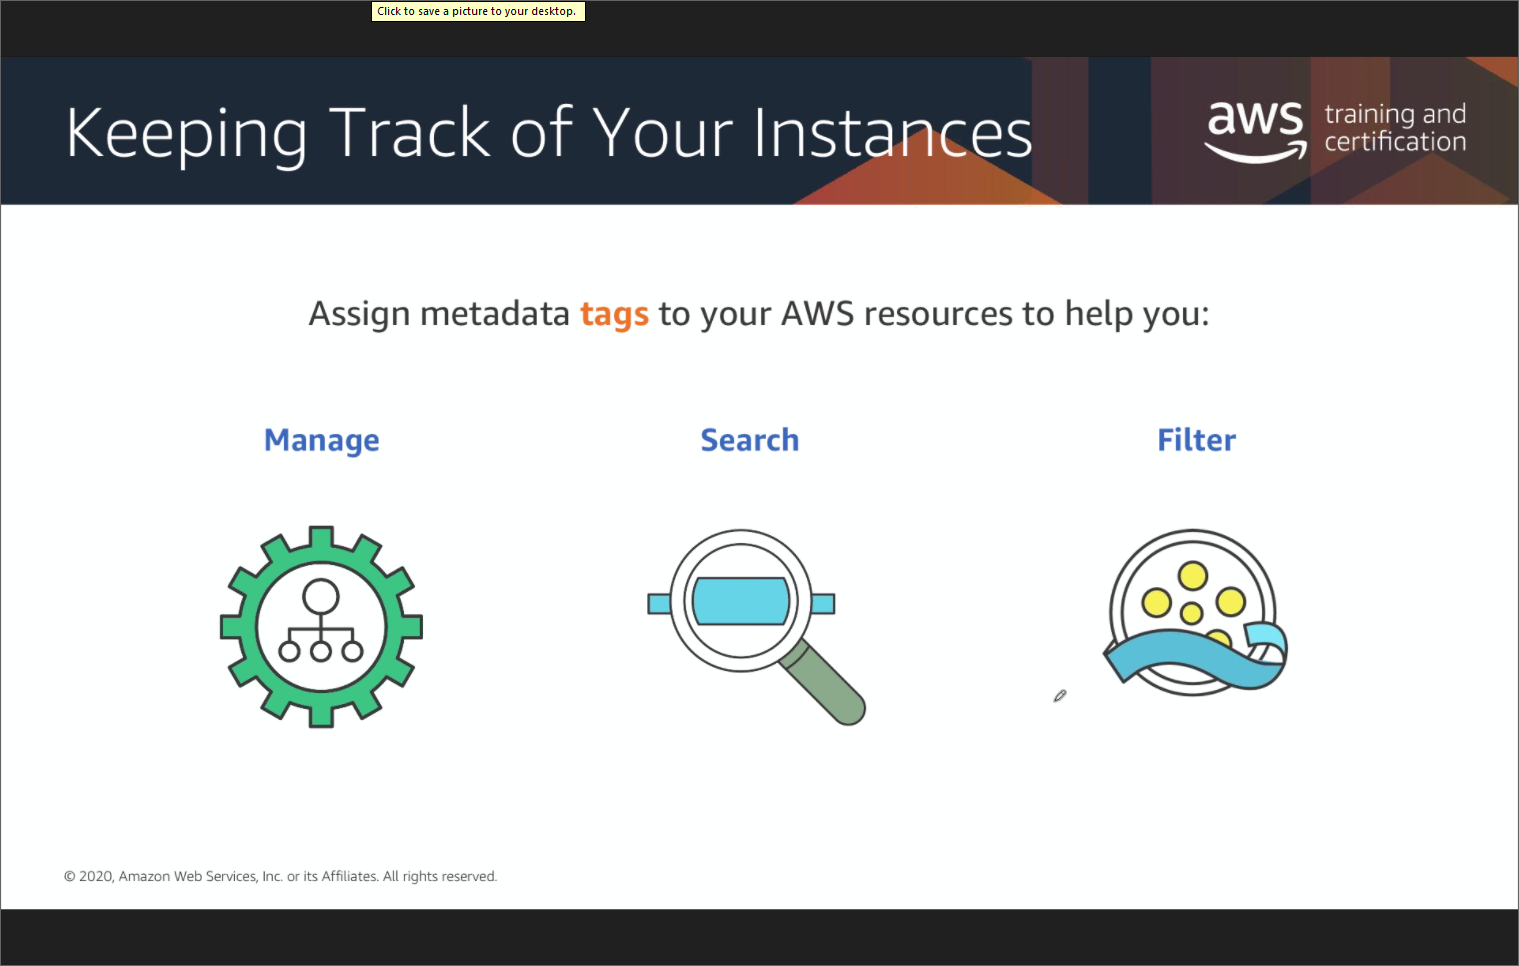 Click to save a picture to your desktop.
Keeping Track of Your Instances
aws training and certification
Assign metadata tags to your AWS resources to help you:
Manage
Search
Filter
© 2020, Amazon Web Services, Inc. or its Affiliates. All rights reserved.